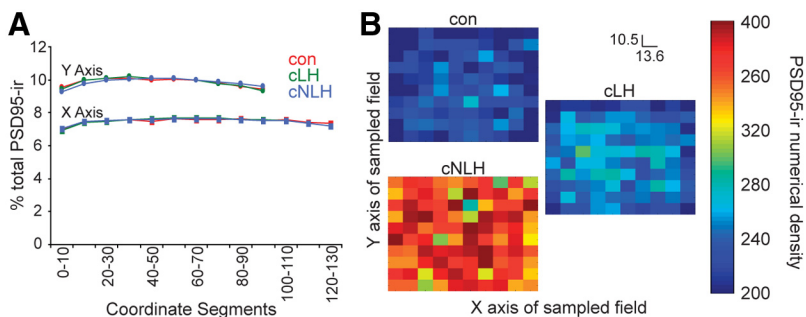 A
12
10
8
6
4
2
0
% total PSD95-ir
Y Axis
X Axis
con
cLH
cNLH
0-10
20-30
40-50
60-70
80-90
100-110
120-130
Coordinate Segments
B
con
10.5
13.6
cLH
cNLH
Y axis of sampled field
X axis of sampled field
400
360
320
280
240
200
PSD95-ir numerical density